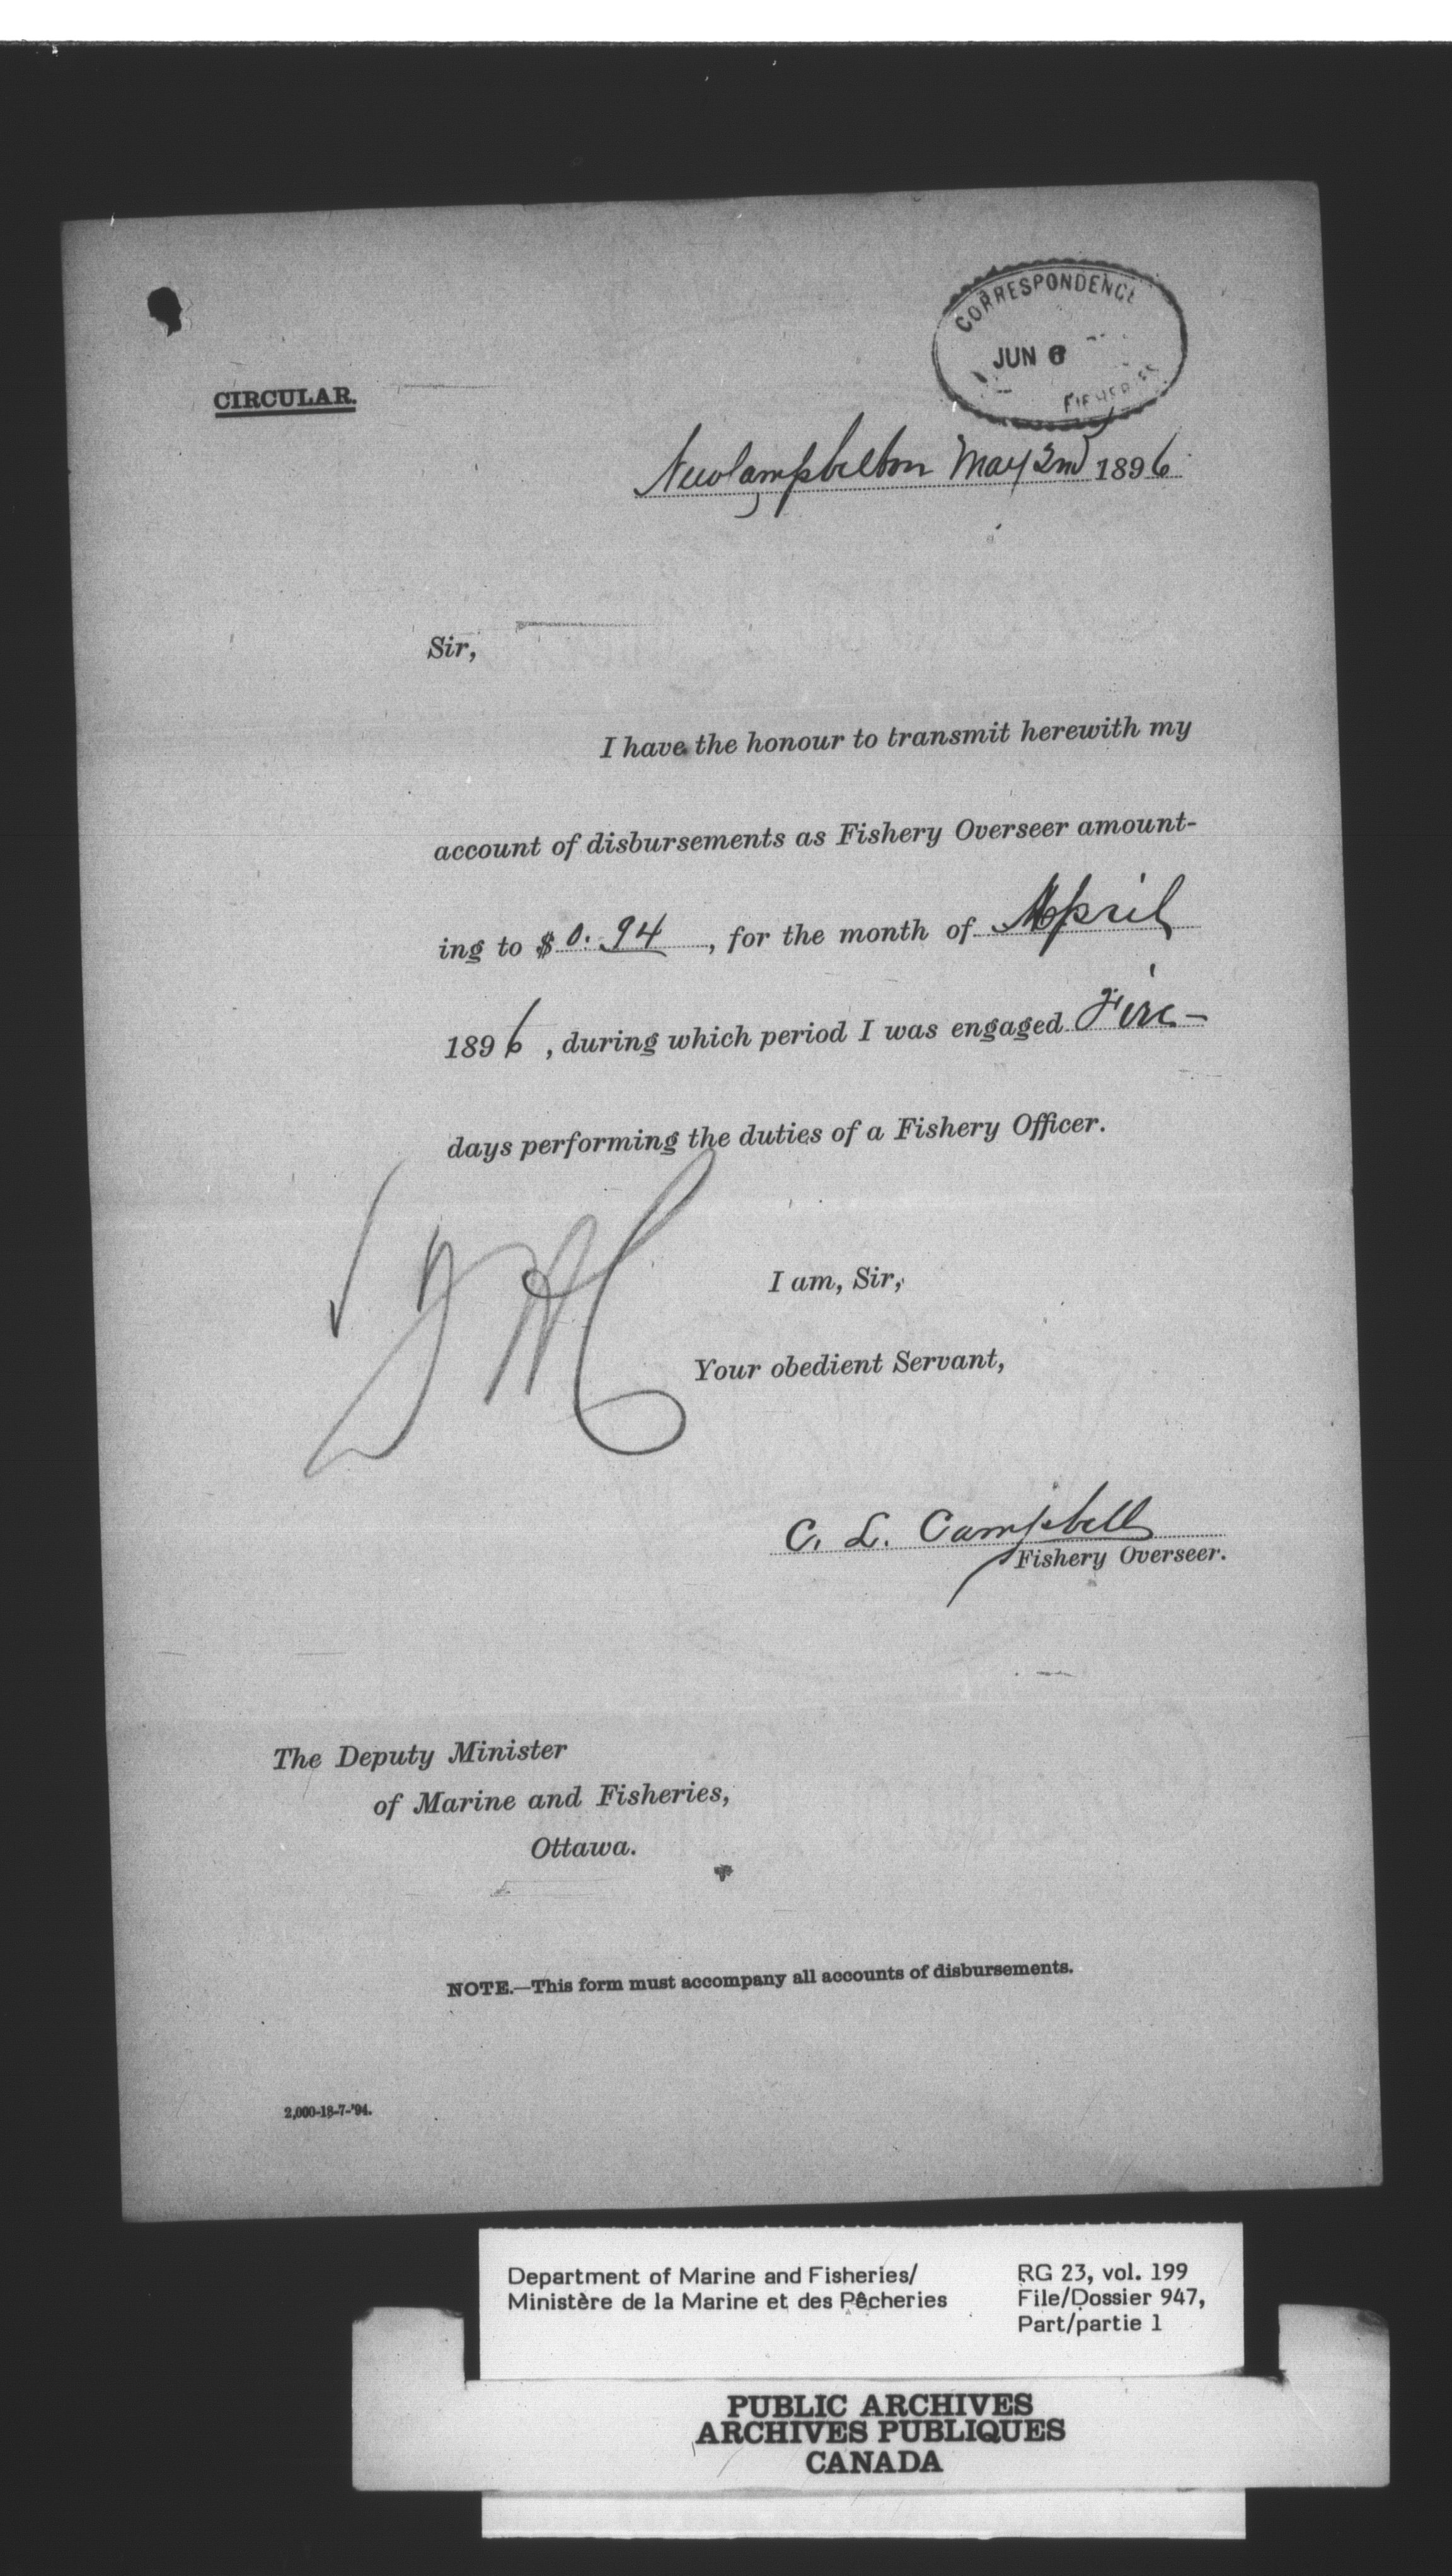 CORRESPONDENCE
JUN 6
FISHERIES
CIRCULAR.
New Campbelton May 2nd 1896
Sir,
I have the honour to transmit herewith my
account of disbursements as Fishery Overseer amount-
ing to $ 0.94 , for the month of April
1896 , during which period I was engaged Five
days performing the duties of a Fishery Officer.
I am, Sir,
Your obedient Servant,
C. L. Campbell
Fishery Overseer.
The Deputy Minister
of Marine and Fisheries,
Ottawa.
NOTE.—This form must accompany all accounts of disbursements.
2,000-18-7-'94.
Department of Marine and Fisheries/
Ministère de la Marine et des Pêcheries
RG 23, vol. 199
File/Dossier 947,
Part/partie 1
PUBLIC ARCHIVES
ARCHIVES PUBLIQUES
CANADA